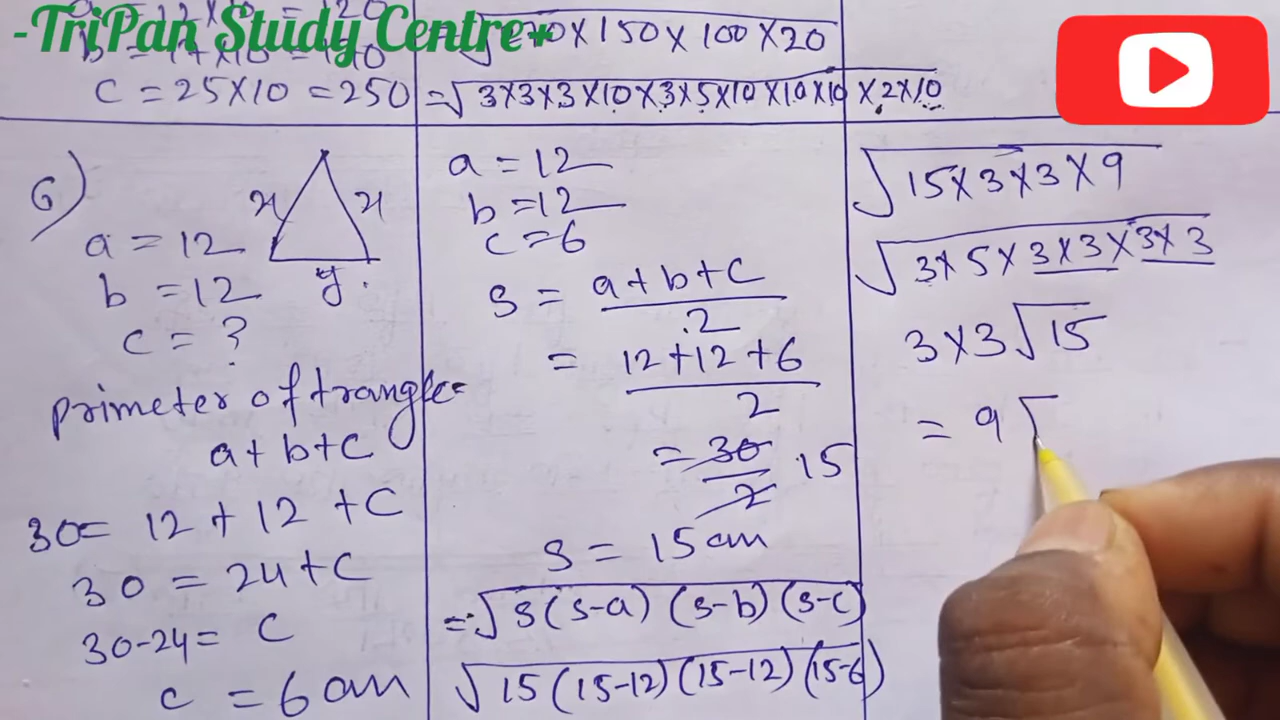 -TriPan Study Centre-
c = 25×10 = 250
×150×100×20
=√3×3×3×10×3×5×10×10×10×2×10
6)
x x
y
a = 12
b = 12
c = ?
primeter of trangle=
a+b+c
30= 12+12+c
30 = 24+c
30-24= c
c = 6 cm
a = 12
b = 12
c = 6
S = a+b+c
2
= 12+12+6
2
= 30 15
2
S = 15 cm
=√S(s-a) (s-b) (s-c)
√15(15-12)(15-12)(15-6)
√15×3×3×9
√3×5×3×3×3×3
3×3√15
= 9√